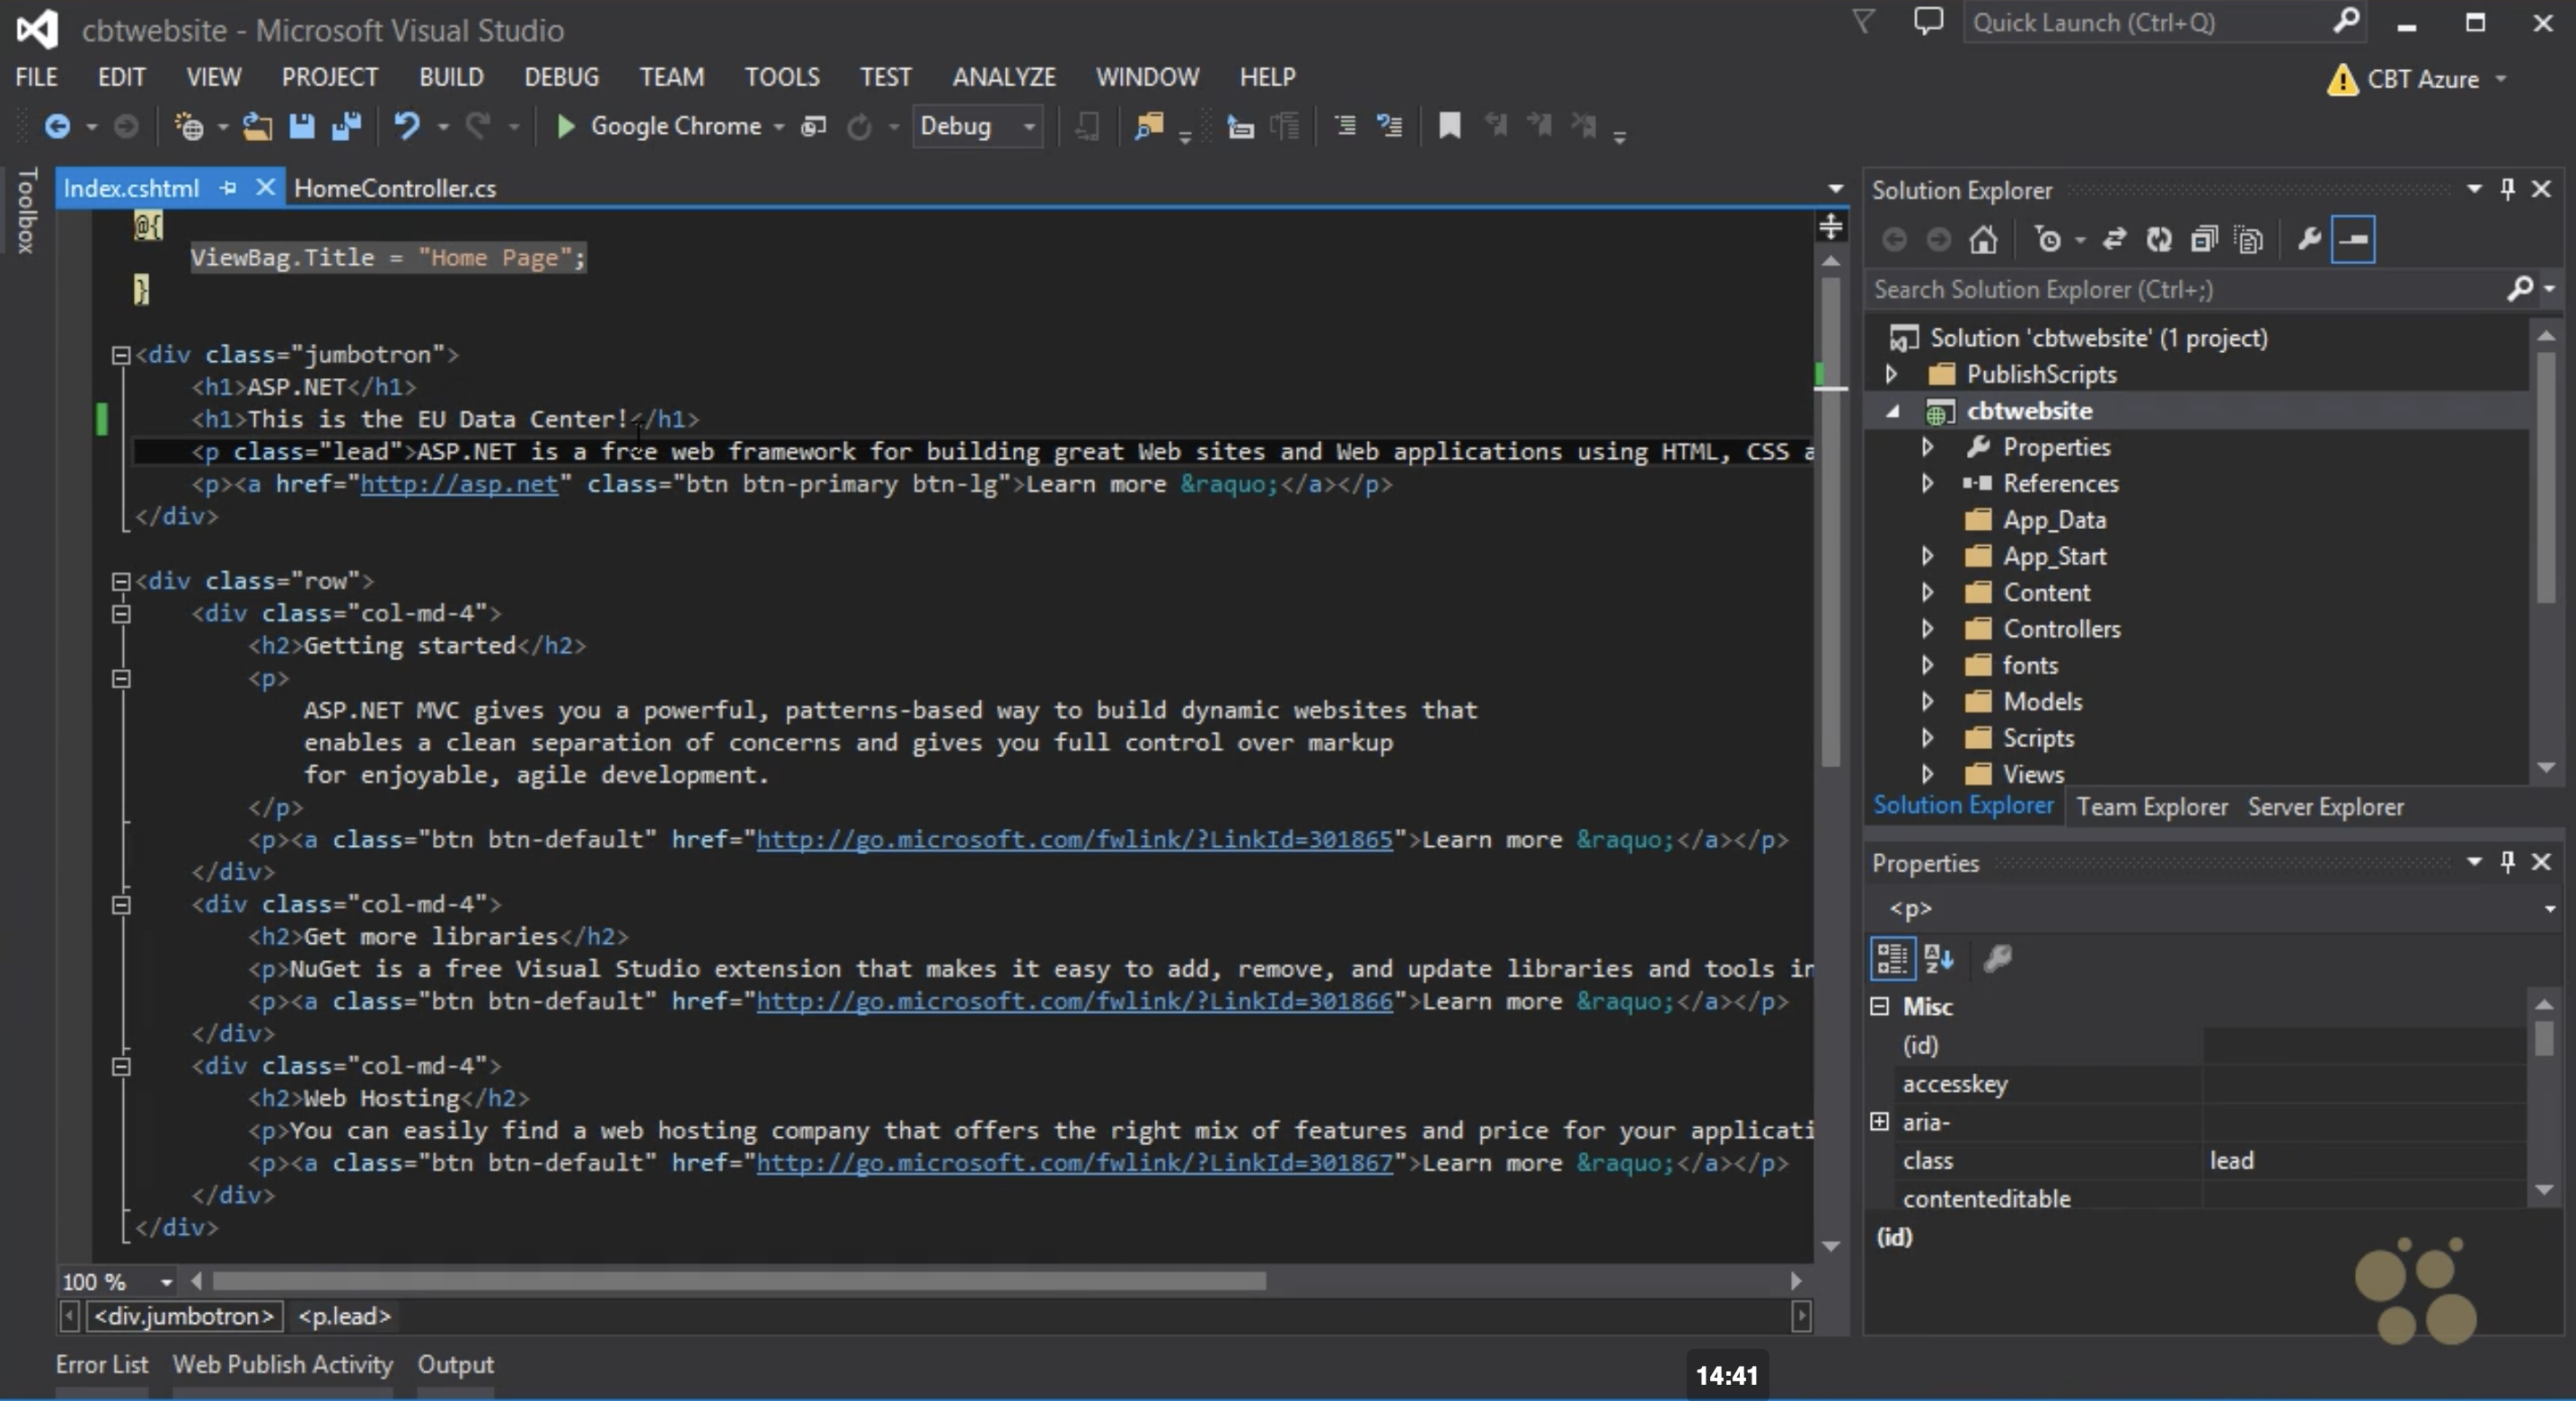 cbtwebsite - Microsoft Visual Studio
Quick Launch (Ctrl+Q)
FILE EDIT VIEW PROJECT BUILD DEBUG TEAM TOOLS TEST ANALYZE WINDOW HELP
CBT Azure
Google Chrome
Debug
Toolbox
Index.cshtml
HomeController.cs
@{
ViewBag.Title = "Home Page";
}
<div class="jumbotron">
<h1>ASP.NET</h1>
<h1>This is the EU Data Center!</h1>
<p class="lead">ASP.NET is a free web framework for building great Web sites and Web applications using HTML, CSS a
<p><a href="http://asp.net" class="btn btn-primary btn-lg">Learn more &raquo;</a></p>
</div>
<div class="row">
<div class="col-md-4">
<h2>Getting started</h2>
<p>
ASP.NET MVC gives you a powerful, patterns-based way to build dynamic websites that
enables a clean separation of concerns and gives you full control over markup
for enjoyable, agile development.
</p>
<p><a class="btn btn-default" href="http://go.microsoft.com/fwlink/?LinkId=301865">Learn more &raquo;</a></p>
</div>
<div class="col-md-4">
<h2>Get more libraries</h2>
<p>NuGet is a free Visual Studio extension that makes it easy to add, remove, and update libraries and tools in
<p><a class="btn btn-default" href="http://go.microsoft.com/fwlink/?LinkId=301866">Learn more &raquo;</a></p>
</div>
<div class="col-md-4">
<h2>Web Hosting</h2>
<p>You can easily find a web hosting company that offers the right mix of features and price for your applicati
<p><a class="btn btn-default" href="http://go.microsoft.com/fwlink/?LinkId=301867">Learn more &raquo;</a></p>
</div>
</div>
100 %
<div.jumbotron> <p.lead>
Error List Web Publish Activity Output
Solution Explorer
Search Solution Explorer (Ctrl+;)
Solution 'cbtwebsite' (1 project)
PublishScripts
cbtwebsite
Properties
References
App_Data
App_Start
Content
Controllers
fonts
Models
Scripts
Views
Solution Explorer Team Explorer Server Explorer
Properties
<p>
Misc
(id)
accesskey
aria-
class lead
contenteditable
(id)
14:41